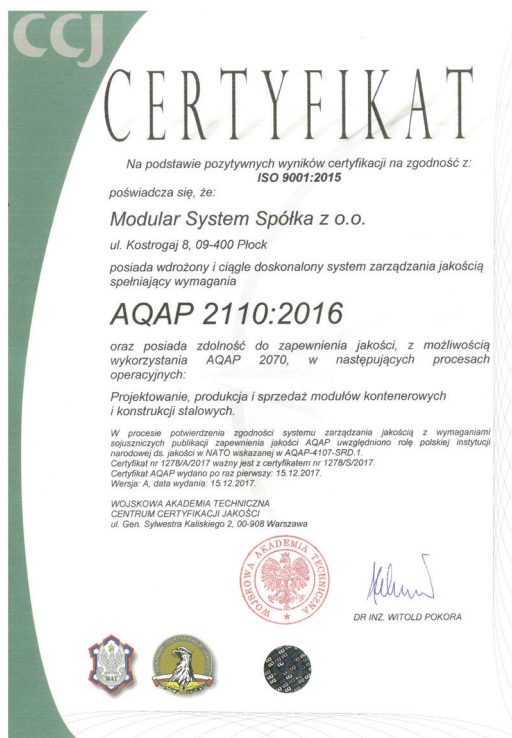 CCJ
CERTYFIKAT
Na podstawie pozytywnych wyników certyfikacji na zgodność z:
ISO 9001:2015
poświadcza się, że:
Modular System Spółka z o.o.
ul. Kostrogaj 8, 09-400 Płock
posiada wdrożony i ciągle doskonalony system zarządzania jakością
spełniający wymagania
AQAP 2110:2016
oraz posiada zdolność do zapewnienia jakości, z możliwością
wykorzystania AQAP 2070, w następujących procesach
operacyjnych:
Projektowanie, produkcja i sprzedaż modułów kontenerowych
i konstrukcji stalowych.
W procesie potwierdzenia zgodności systemu zarządzania jakością z wymaganiami
sojuszniczych publikacji zapewnienia jakości AQAP uwzględniono rolę polskiej instytucji
narodowej ds. jakości w NATO wskazanej w AQAP-4107-SRD.1.
Certyfikat nr 1278/A/2017 ważny jest z certyfikatem nr 1278/S/2017.
Certyfikat AQAP wydano po raz pierwszy: 15.12.2017.
Wersja: A, data wydania: 15.12.2017.
WOJSKOWA AKADEMIA TECHNICZNA
CENTRUM CERTYFIKACJI JAKOŚCI
ul. Gen. Sylwestra Kaliskiego 2, 00-908 Warszawa
WOJSKOWA AKADEMIA TECHNICZNA
DR INŻ. WITOLD POKORA
WAT